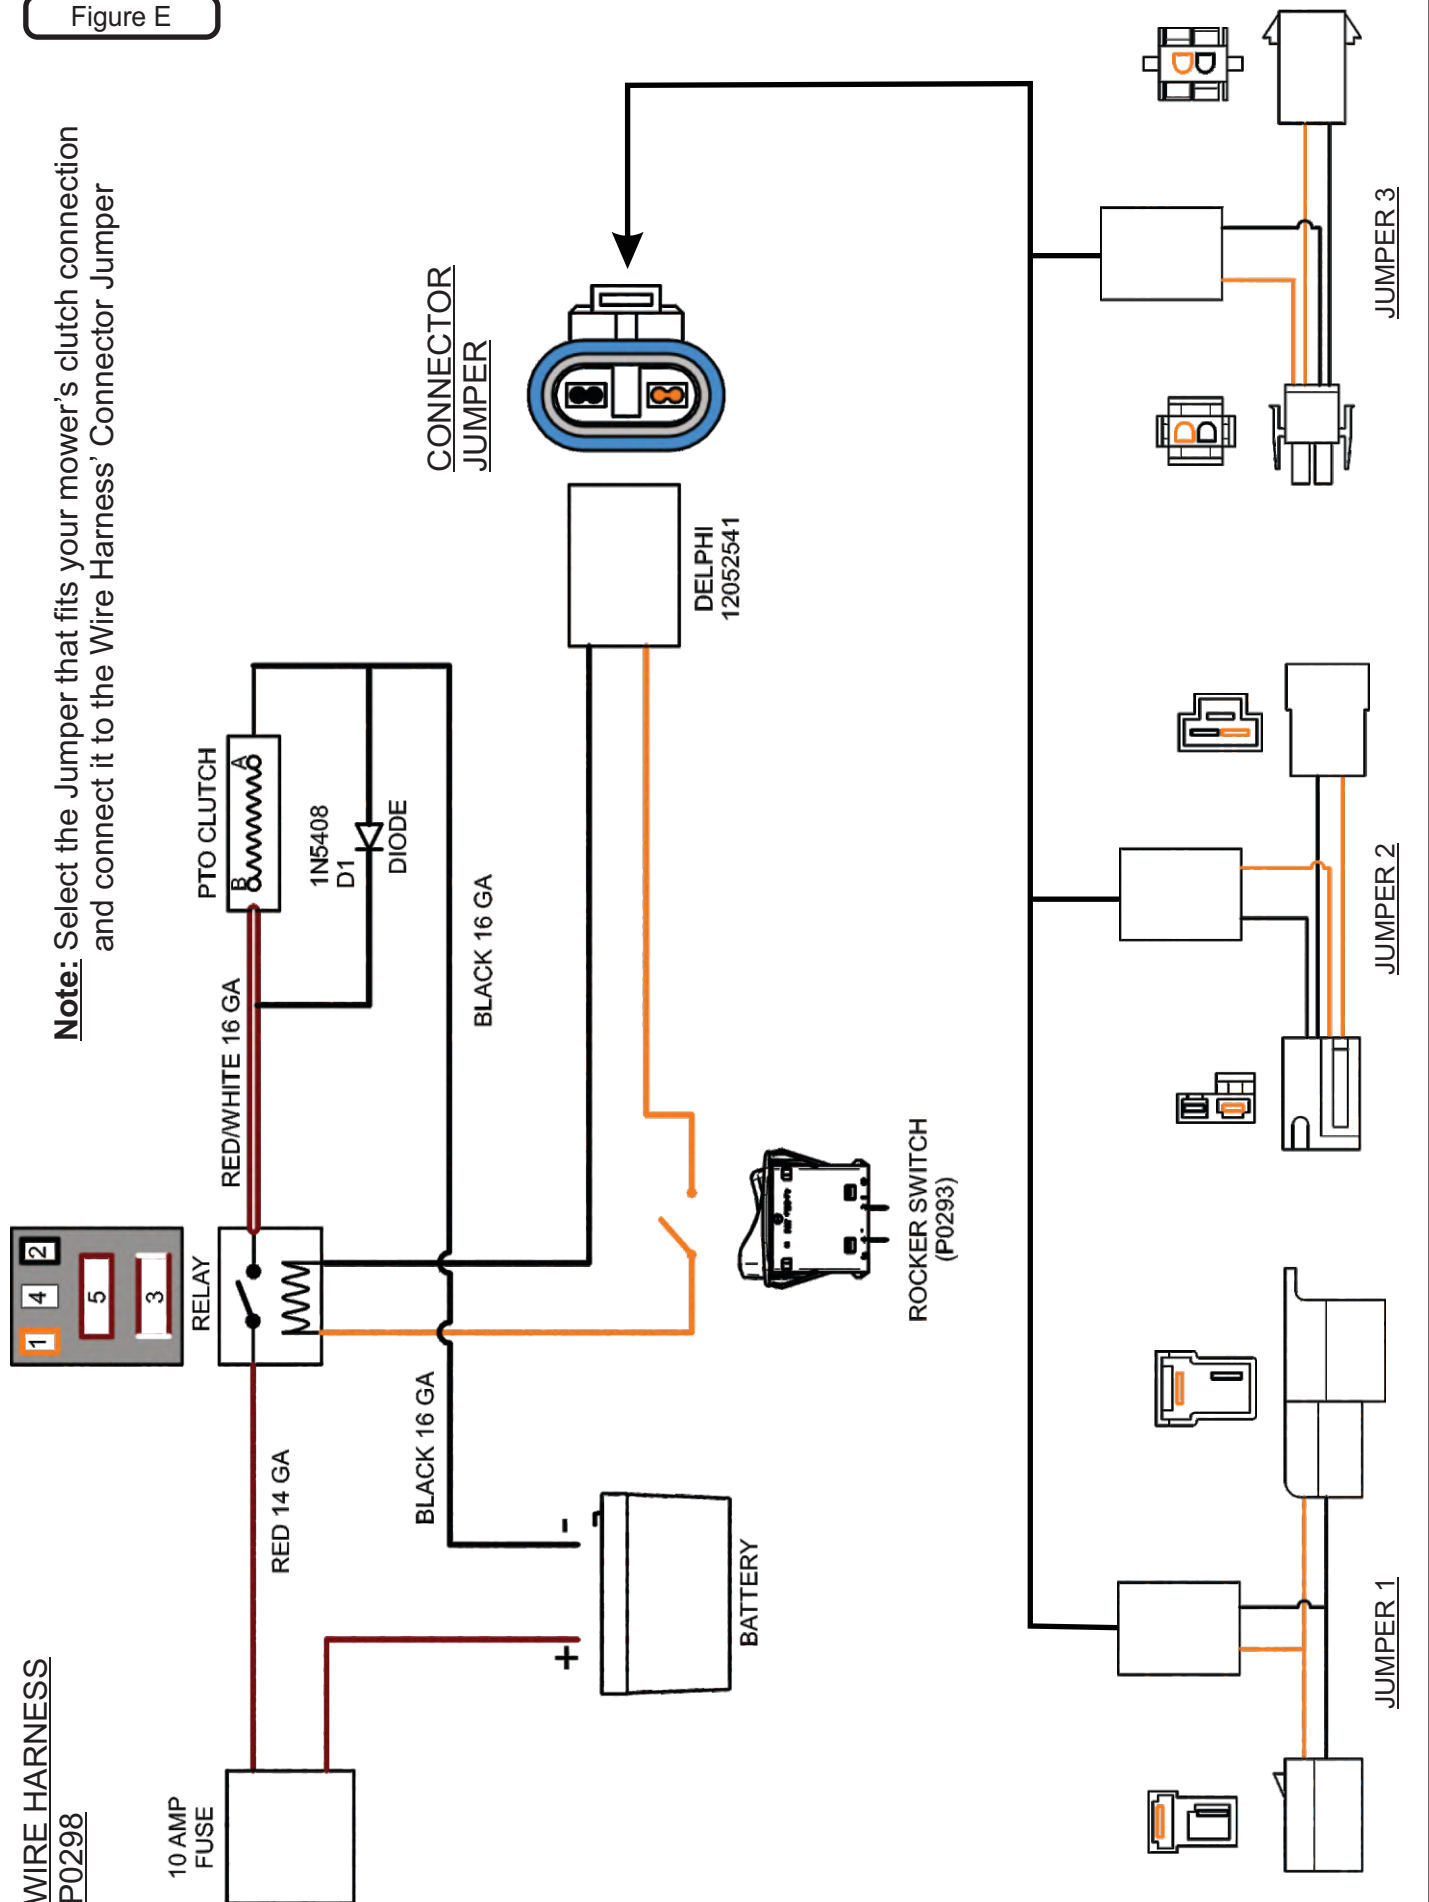 Figure E
WIRE HARNESS
P0298
Note: Select the Jumper that fits your mower's clutch connection
and connect it to the Wire Harness' Connector Jumper
10 AMP
FUSE
RED 14 GA
RELAY
1
4
2
5
3
RED/WHITE 16 GA
PTO CLUTCH
B
A
1N5408
D1
DIODE
BLACK 16 GA
BLACK 16 GA
+
-
BATTERY
ROCKER SWITCH
(P0293)
CONNECTOR
JUMPER
DELPHI
12052541
JUMPER 1
JUMPER 2
JUMPER 3